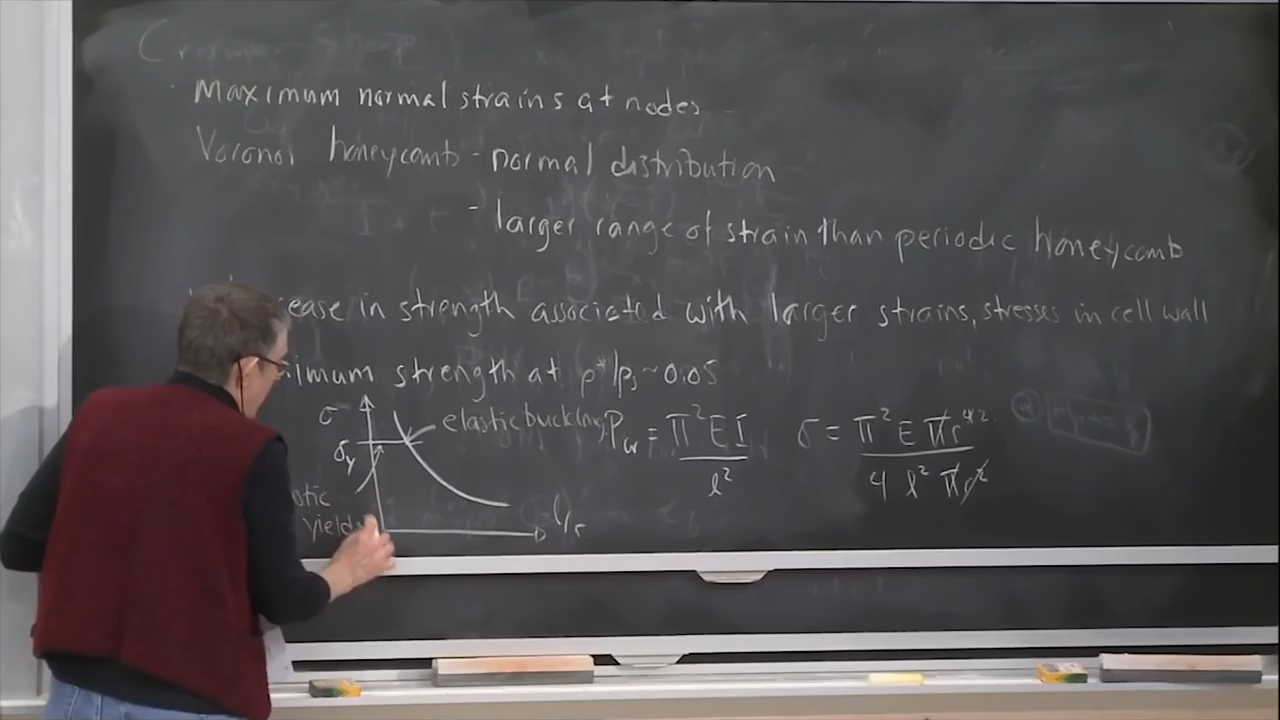 Maximum normal strains at nodes
Voronoi honeycomb - normal distribution
- larger range of strain than periodic honeycomb
ease in strength associated with larger strains, stresses in cell wall
imum strength at ρ*/ρs ~ 0.05
σ
elastic buckling
Pcr = π²EI / l²
σ = π² E π r⁴ / 4 l² π r²
σy
stic
yield
l/r